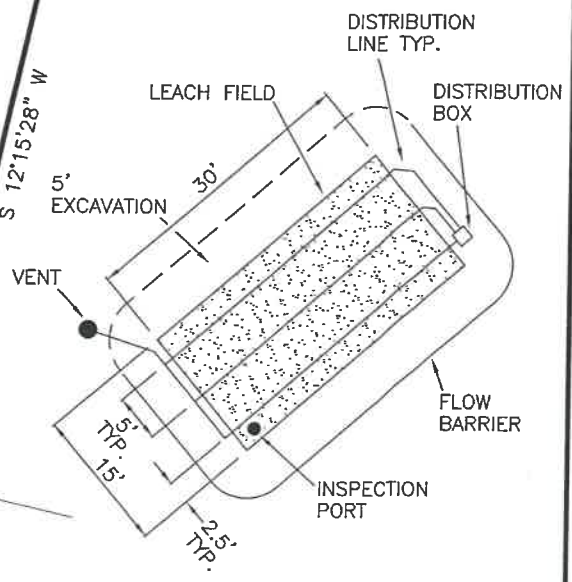 DISTRIBUTION
LINE TYP.
LEACH FIELD
DISTRIBUTION
BOX
S 12°15'28" W
30'
5'
EXCAVATION
VENT
FLOW
BARRIER
5'
TYP.
15'
INSPECTION
PORT
2.5'
TYP.